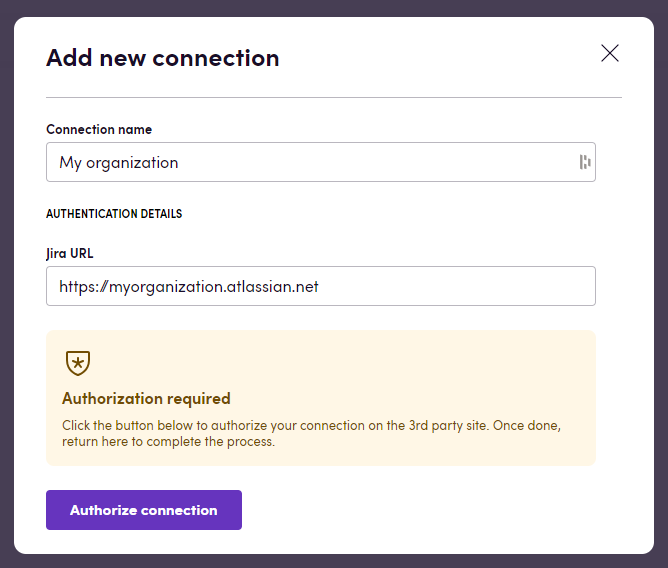 Add new connection
Connection name
My organization
AUTHENTICATION DETAILS
Jira URL
https://myorganization.atlassian.net
Authorization required
Click the button below to authorize your connection on the 3rd party site. Once done,
return here to complete the process.
Authorize connection